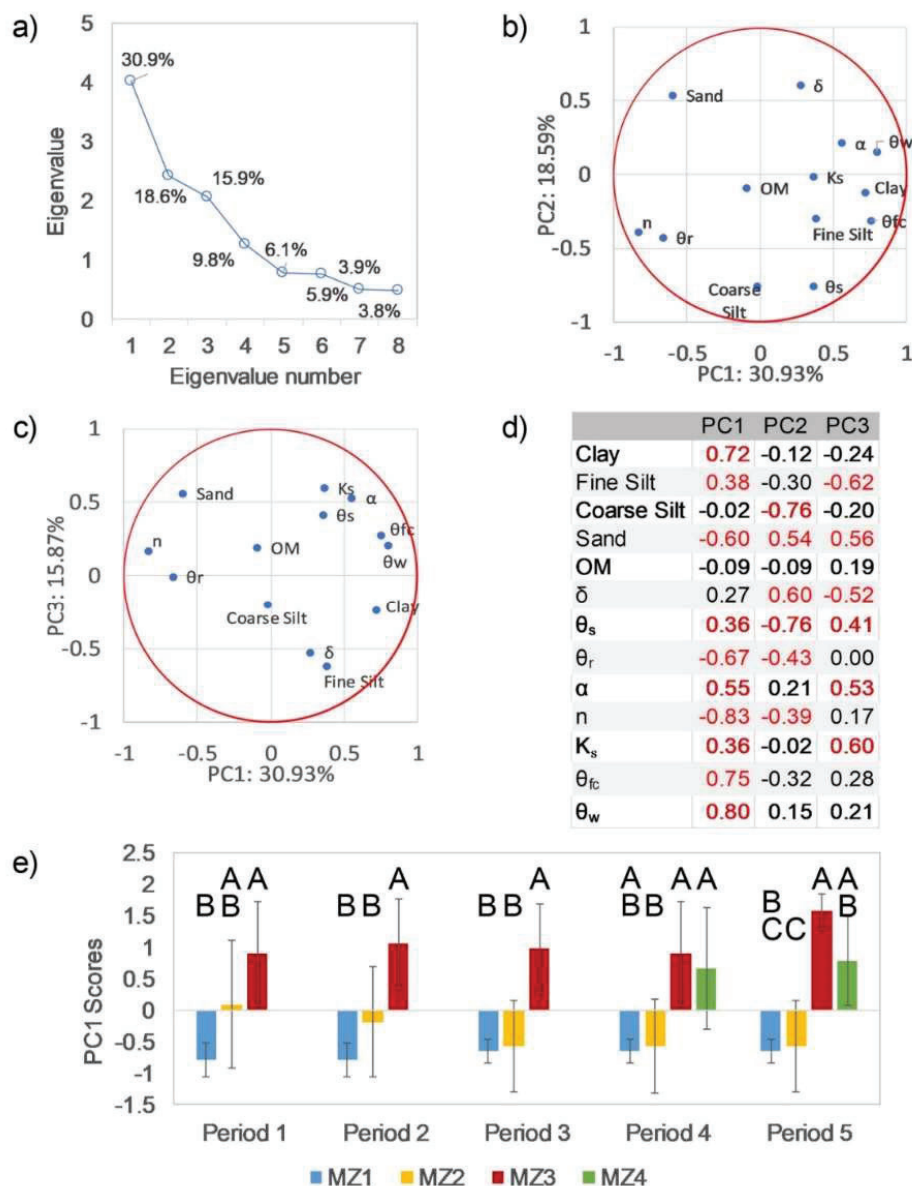 a)
5
4
3
2
1
0
Eigenvalue
30.9%
18.6%
15.9%
9.8%
6.1%
5.9%
3.9%
3.8%
1 2 3 4 5 6 7 8
Eigenvalue number
b)
1
0.5
0
-0.5
-1
PC2: 18.59%
Sand
δ
α
θw
Ks
OM
Clay
n
θr
Fine Silt
θfc
Coarse
Silt
θs
-1 -0.5 0 0.5 1
PC1: 30.93%
c)
1
0.5
0
-0.5
-1
PC3: 15.87%
Sand
Ks
α
θs
n
OM
θfc
θw
θr
Coarse Silt
Clay
δ
Fine Silt
-1 -0.5 0 0.5 1
PC1: 30.93%
d)
PC1 PC2 PC3
Clay 0.72 -0.12 -0.24
Fine Silt 0.38 -0.30 -0.62
Coarse Silt -0.02 -0.76 -0.20
Sand -0.60 0.54 0.56
OM -0.09 -0.09 0.19
δ 0.27 0.60 -0.52
θs 0.36 -0.76 0.41
θr -0.67 -0.43 0.00
α 0.55 0.21 0.53
n -0.83 -0.39 0.17
Ks 0.36 -0.02 0.60
θfc 0.75 -0.32 0.28
θw 0.80 0.15 0.21
e)
2.5
2
1.5
1
0.5
0
-0.5
-1
-1.5
PC1 Scores
A A
B B
A
B B
A
B B
A A A
B B
B A A
C C B
Period 1 Period 2 Period 3 Period 4 Period 5
MZ1 MZ2 MZ3 MZ4